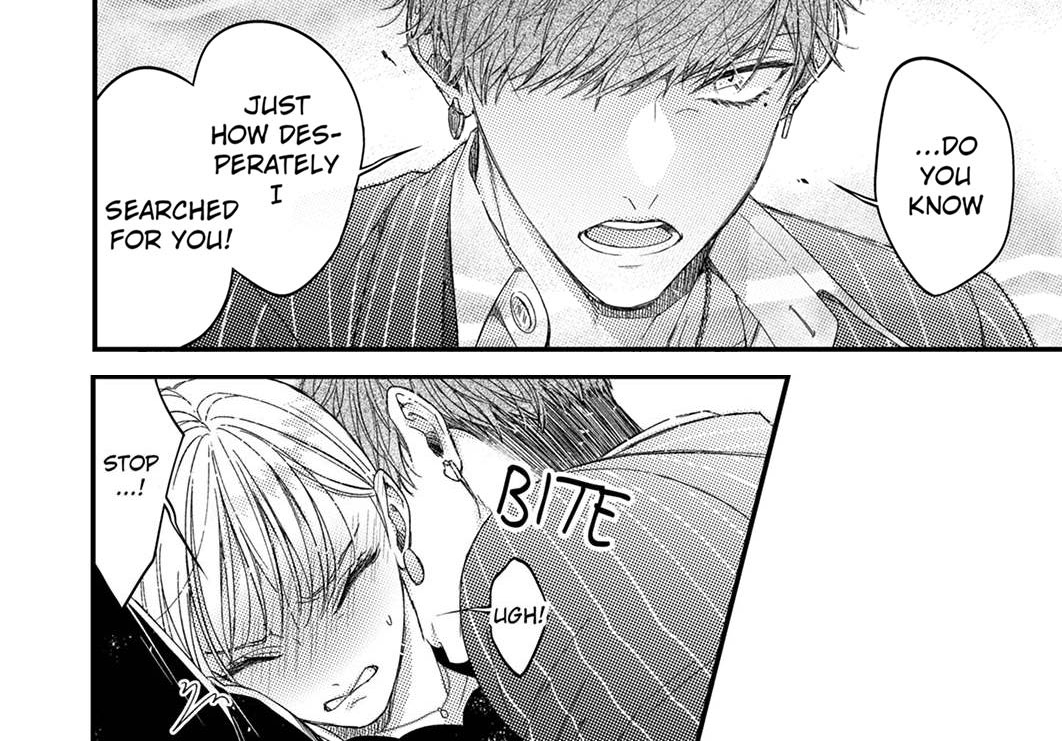 ...DO
YOU
KNOW
JUST
HOW DES-
PERATELY
I
SEARCHED
FOR YOU!
BITE
UGH!
STOP
...!